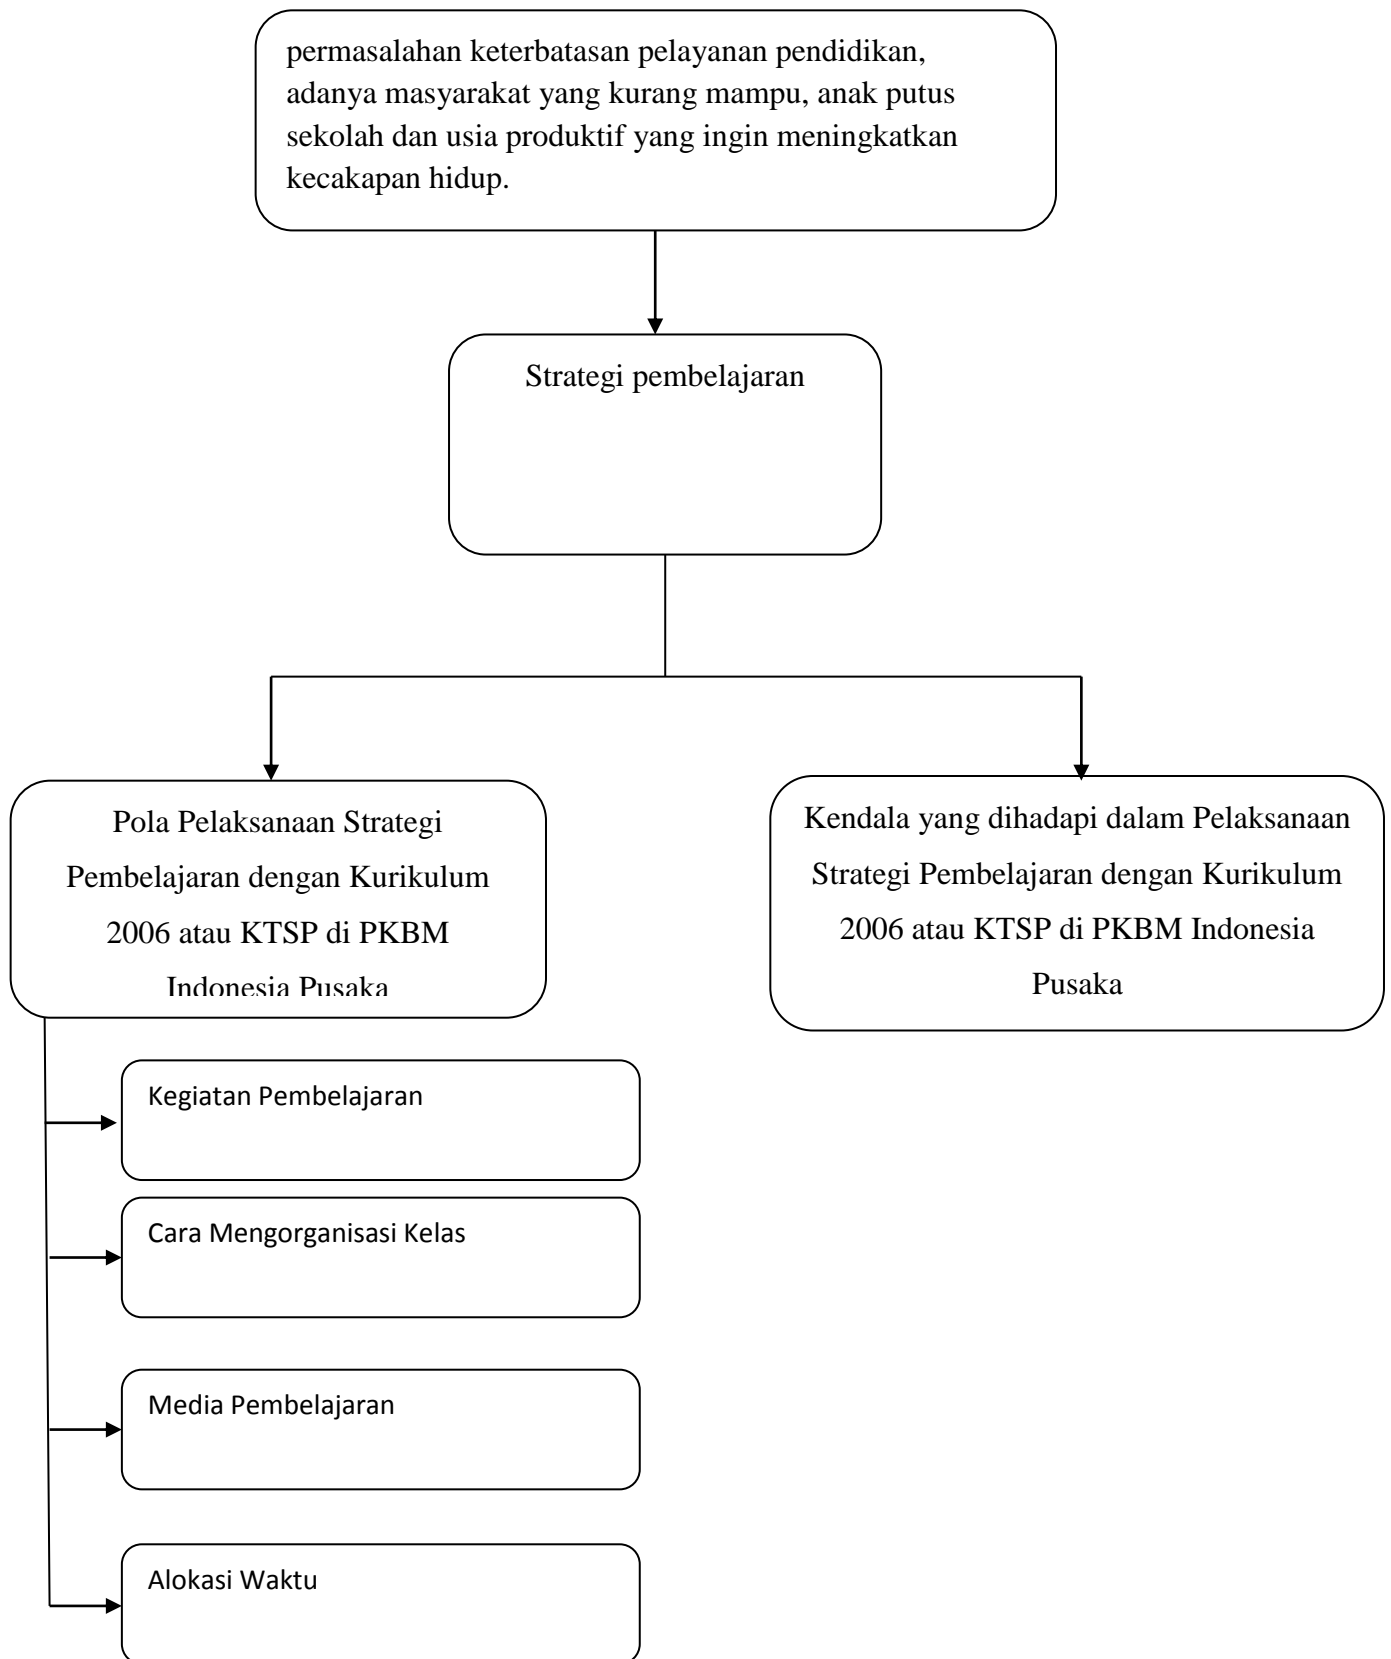 permasalahan keterbatasan pelayanan pendidikan,
adanya masyarakat yang kurang mampu, anak putus
sekolah dan usia produktif yang ingin meningkatkan
kecakapan hidup.
Strategi pembelajaran
Pola Pelaksanaan Strategi
Pembelajaran dengan Kurikulum
2006 atau KTSP di PKBM
Indonesia Pusaka
Kendala yang dihadapi dalam Pelaksanaan
Strategi Pembelajaran dengan Kurikulum
2006 atau KTSP di PKBM Indonesia
Pusaka
Kegiatan Pembelajaran
Cara Mengorganisasi Kelas
Media Pembelajaran
Alokasi Waktu